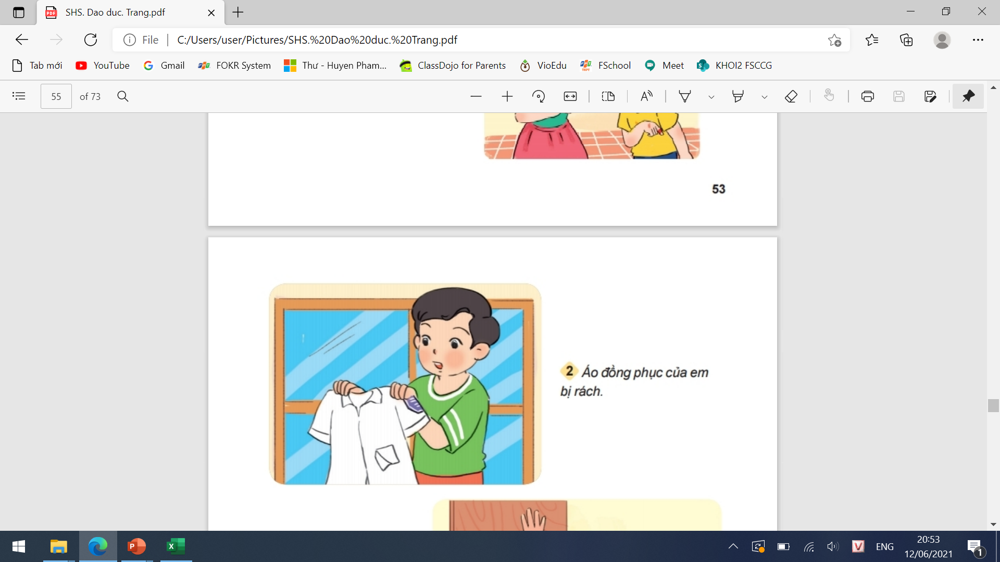 SHS. Dao duc. Trang.pdf
File
C:/Users/user/Pictures/SHS.%20Dao%20duc.%20Trang.pdf
Tab mới
YouTube
Gmail
FOKR System
Thư - Huyen Pham...
ClassDojo for Parents
VioEdu
FSchool
Meet
KHOI2 FSCCG
55 of 73
53
2 Áo đồng phục của em
bị rách.
ENG
20:53
12/06/2021
1